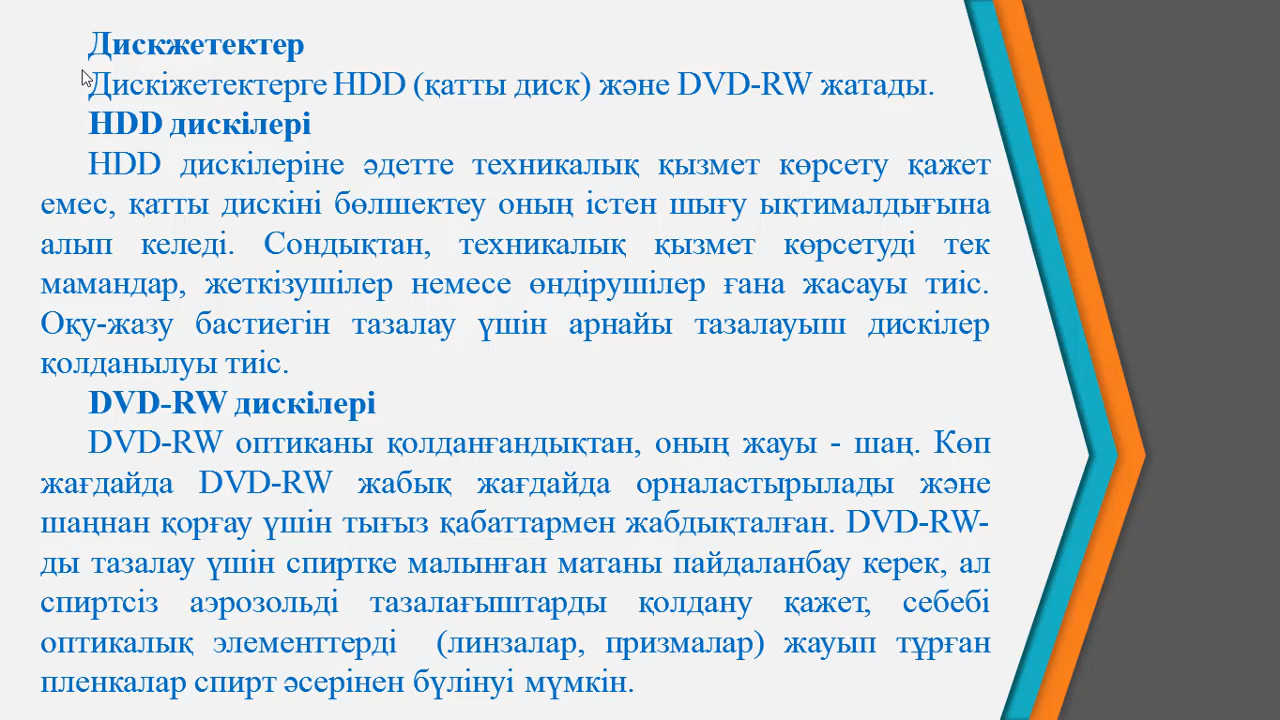 Дискжетектер
Дискіжетектерге HDD (қатты диск) және DVD-RW жатады.
HDD дискілері
HDD дискілеріне әдетте техникалық қызмет көрсету қажет
емес, қатты дискіні бөлшектеу оның істен шығу ықтималдығына
алып келеді. Сондықтан, техникалық қызмет көрсетуді тек
мамандар, жеткізушілер немесе өндірушілер ғана жасауы тиіс.
Оқу-жазу бастиегін тазалау үшін арнайы тазалауыш дискілер
қолданылуы тиіс.
DVD-RW дискілері
DVD-RW оптиканы қолданғандықтан, оның жауы - шаң. Көп
жағдайда DVD-RW жабық жағдайда орналастырылады және
шаңнан қорғау үшін тығыз қабаттармен жабдықталған. DVD-RW-
ды тазалау үшін спиртке малынған матаны пайдаланбау керек, ал
спиртсіз аэрозольді тазалағыштарды қолдану қажет, себебі
оптикалық элементтерді (линзалар, призмалар) жауып тұрған
пленкалар спирт әсерінен бүлінуі мүмкін.